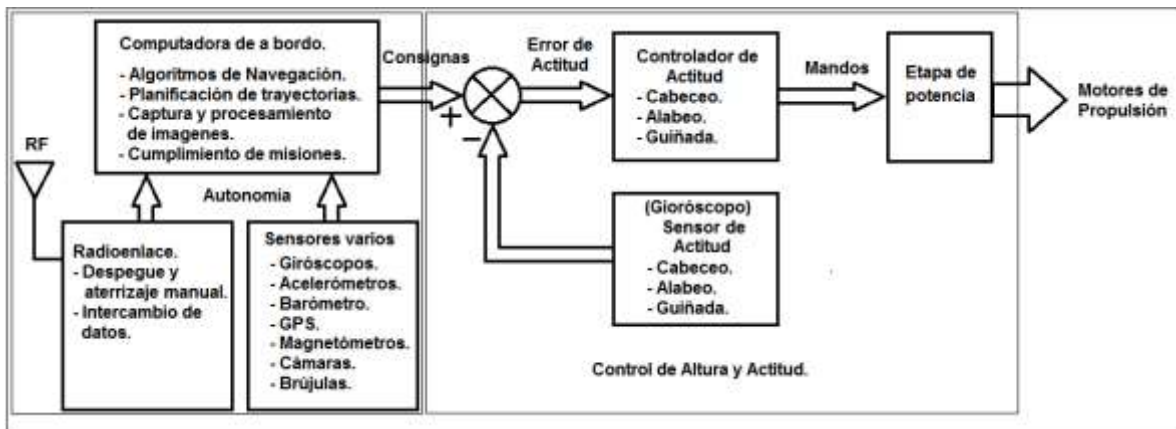 Computadora de a bordo.
- Algoritmos de Navegación.
- Planificación de trayectorias.
- Captura y procesamiento
de imagenes.
- Cumplimiento de misiones.
RF
Autonomía
Radioenlace.
- Despegue y
aterrizaje manual.
- Intercambio de
datos.
Sensores varios
- Giróscopos.
- Acelerómetros.
- Barómetro.
- GPS.
- Magnetómetros.
- Cámaras.
- Brújulas.
Consignas
+
−
Error de
Actitud
Controlador de
Actitud
- Cabeceo.
- Alabeo.
- Guiñada.
Mandos
Etapa de
potencia
Motores de
Propulsión
(Gioróscopo)
Sensor de
Actitud
- Cabeceo.
- Alabeo.
- Guiñada.
Control de Altura y Actitud.